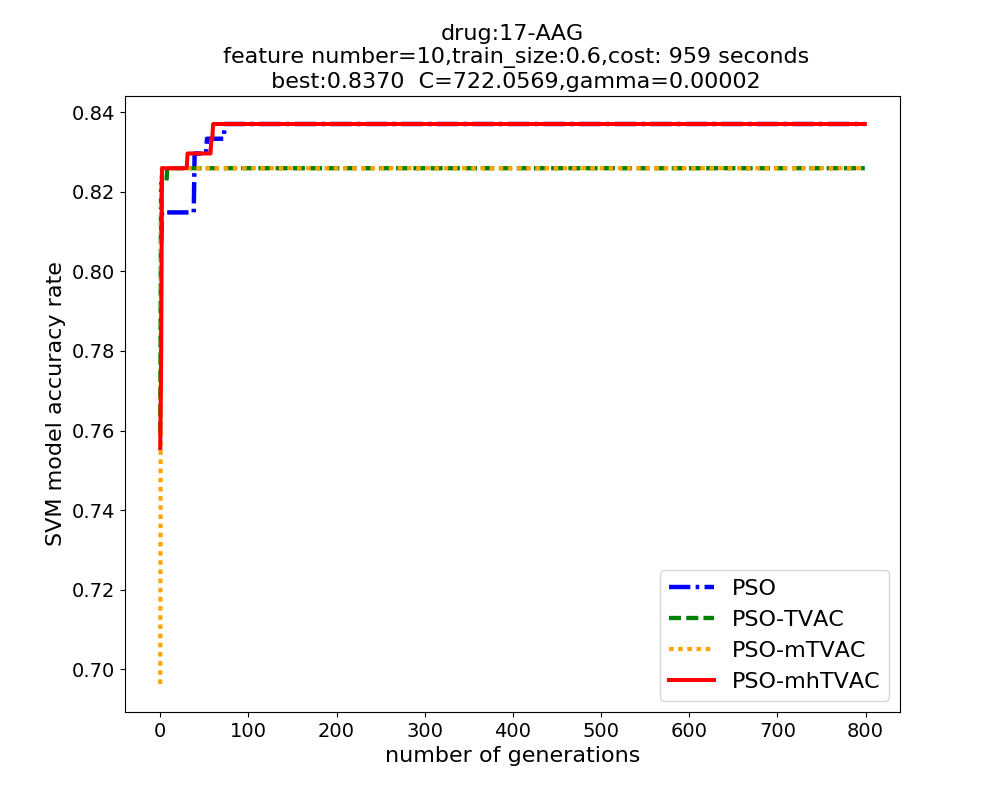 drug:17-AAG
feature number=10,train_size:0.6,cost: 959 seconds
best:0.8370  C=722.0569,gamma=0.00002
SVM model accuracy rate
0.84
0.82
0.80
0.78
0.76
0.74
0.72
0.70
PSO
PSO-TVAC
PSO-mTVAC
PSO-mhTVAC
0 100 200 300 400 500 600 700 800
number of generations